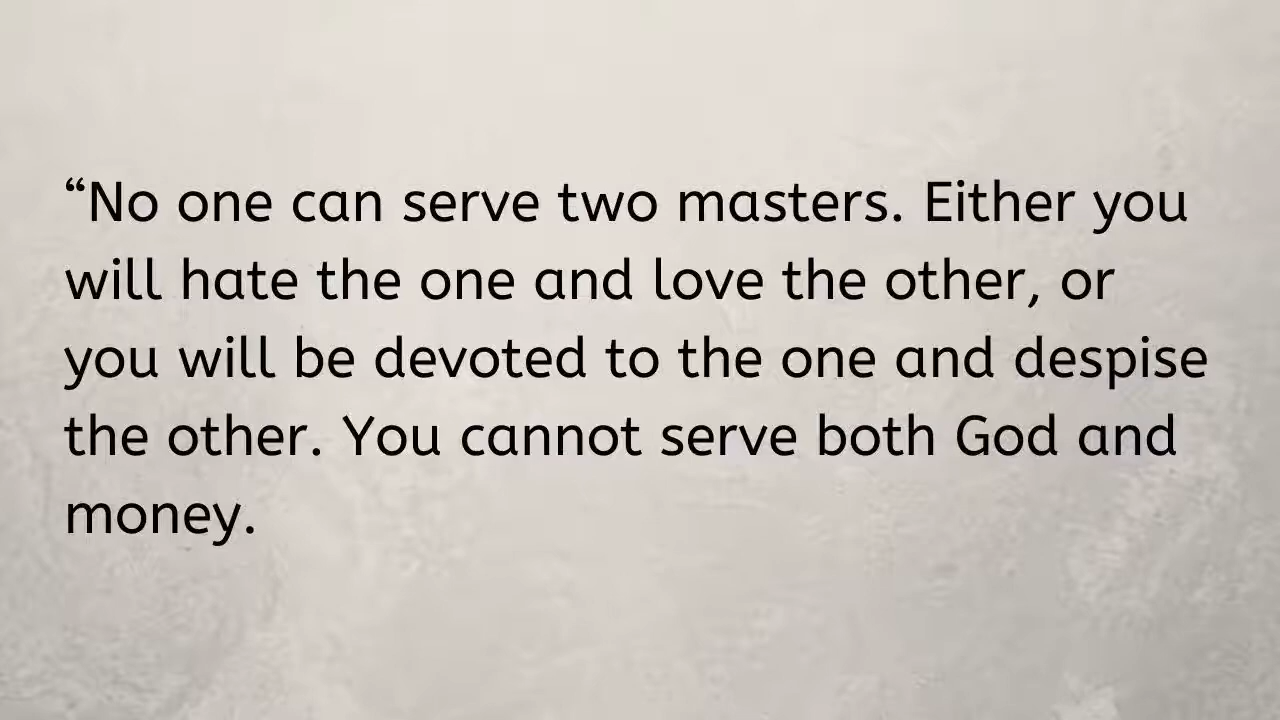 “No one can serve two masters. Either you
will hate the one and love the other, or
you will be devoted to the one and despise
the other. You cannot serve both God and
money.